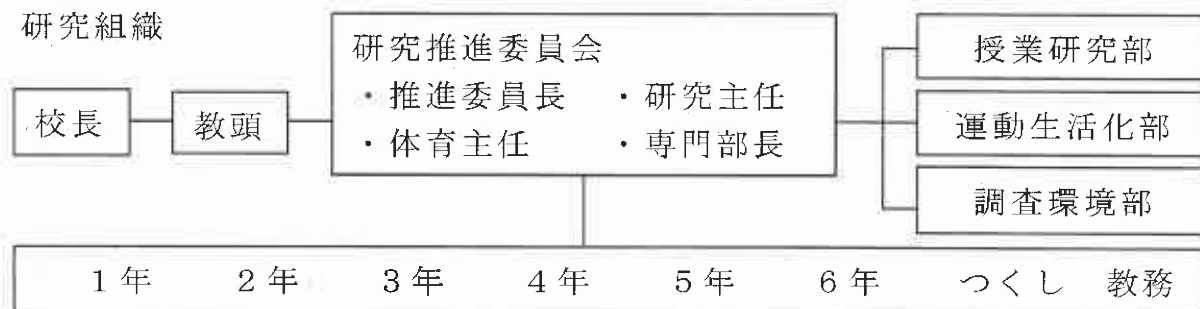 研究組織
校長
教頭
研究推進委員会
・推進委員長 ・研究主任
・体育主任 ・専門部長
授業研究部
運動生活化部
調査環境部
1年 2年 3年 4年 5年 6年 つくし 教務